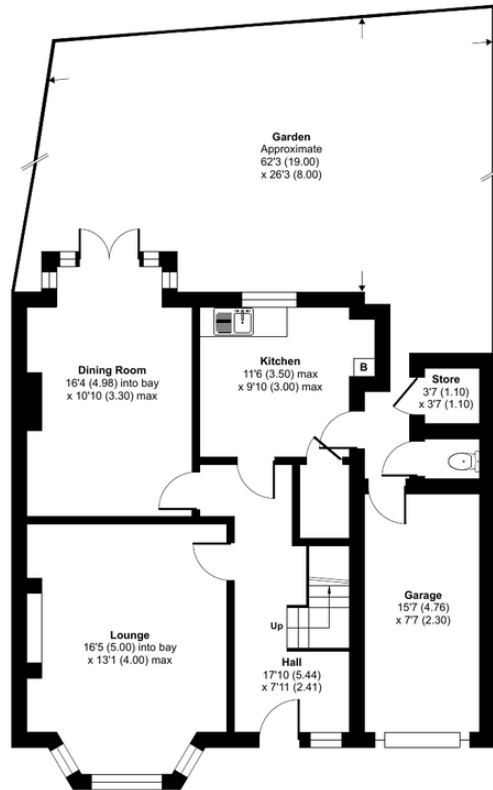 Garden
Approximate
62'3 (19.00)
x 26'3 (8.00)
Dining Room
16'4 (4.98) into bay
x 10'10 (3.30) max
Kitchen
11'6 (3.50) max
x 9'10 (3.00) max
B
Store
3'7 (1.10)
x 3'7 (1.10)
Lounge
16'5 (5.00) into bay
x 13'1 (4.00) max
Up
Hall
17'10 (5.44)
x 7'11 (2.41)
Garage
15'7 (4.76)
x 7'7 (2.30)